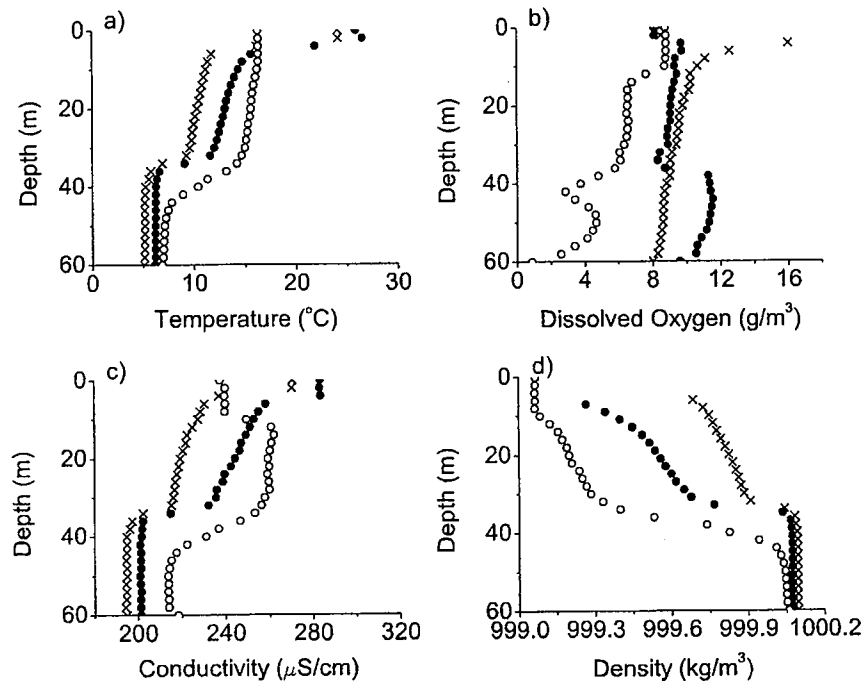 a)
0
20
40
60
Depth (m)
0
10
20
30
Temperature (°C)
b)
0
20
40
60
Depth (m)
0
4
8
12
16
Dissolved Oxygen (g/m³)
c)
0
20
40
60
Depth (m)
200
240
280
320
Conductivity (μS/cm)
d)
0
20
40
60
Depth (m)
999.0
999.3
999.6
999.9
1000.2
Density (kg/m³)